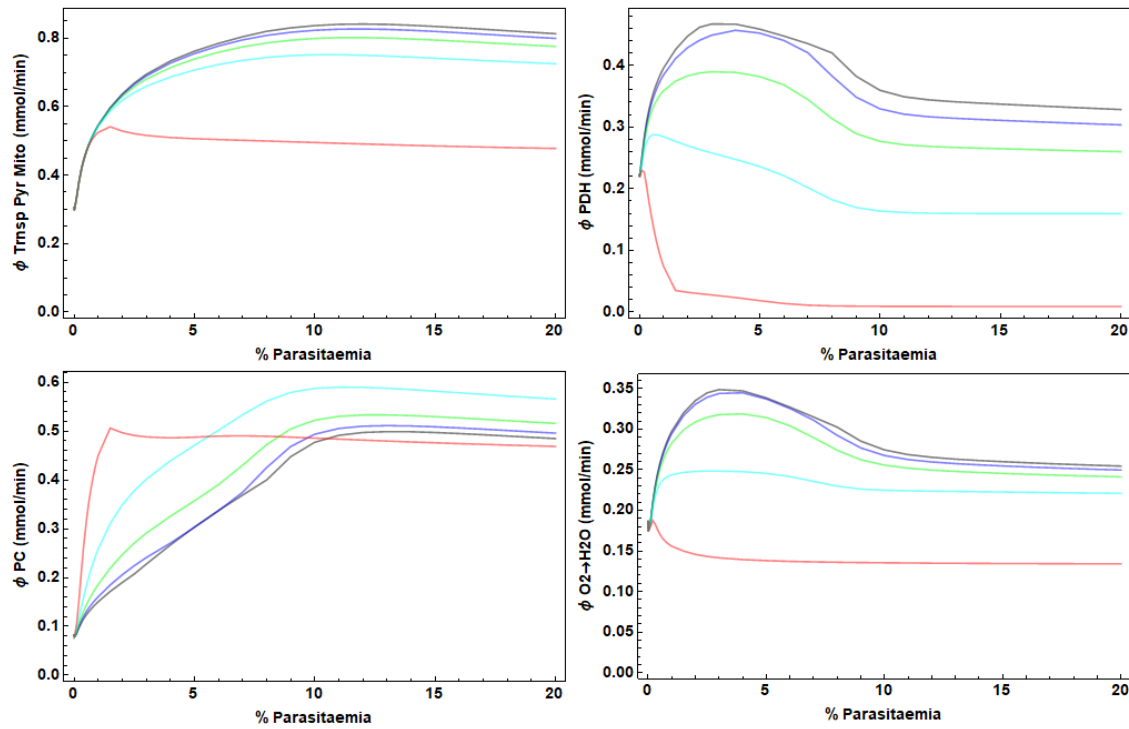 ϕ Trnsp Pyr Mito (mmol/min)
0.8
0.6
0.4
0.2
0.0
0 5 10 15 20
% Parasitaemia
ϕ PDH (mmol/min)
0.4
0.3
0.2
0.1
0.0
0 5 10 15 20
% Parasitaemia
ϕ PC (mmol/min)
0.6
0.5
0.4
0.3
0.2
0.1
0.0
0 5 10 15 20
% Parasitaemia
ϕ O2→H2O (mmol/min)
0.35
0.30
0.25
0.20
0.15
0.10
0.05
0.00
0 5 10 15 20
% Parasitaemia